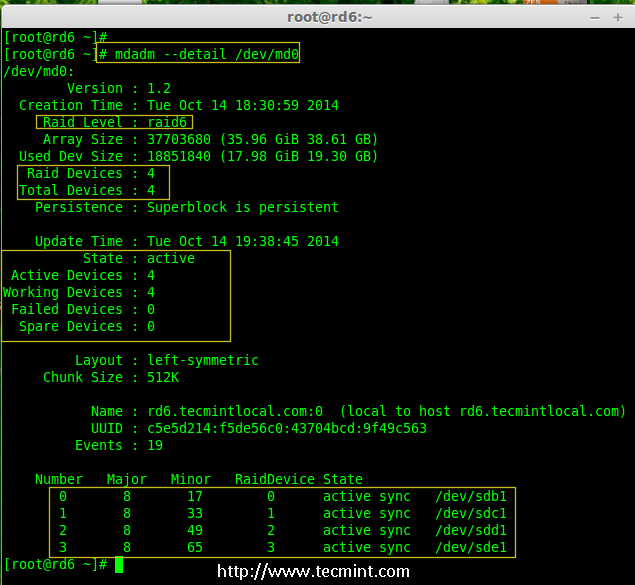 root@rd6:~
[root@rd6 ~]#
[root@rd6 ~]# mdadm --detail /dev/md0
/dev/md0:
Version : 1.2
Creation Time : Tue Oct 14 18:30:59 2014
Raid Level : raid6
Array Size : 37703680 (35.96 GiB 38.61 GB)
Used Dev Size : 18851840 (17.98 GiB 19.30 GB)
Raid Devices : 4
Total Devices : 4
Persistence : Superblock is persistent
Update Time : Tue Oct 14 19:38:45 2014
State : active
Active Devices : 4
Working Devices : 4
Failed Devices : 0
Spare Devices : 0
Layout : left-symmetric
Chunk Size : 512K
Name : rd6.tecmintlocal.com:0 (local to host rd6.tecmintlocal.com)
UUID : c5e5d214:f5de56c0:43704bcd:9f49c563
Events : 19
Number Major Minor RaidDevice State
0 8 17 0 active sync /dev/sdb1
1 8 33 1 active sync /dev/sdc1
2 8 49 2 active sync /dev/sdd1
3 8 65 3 active sync /dev/sde1
[root@rd6 ~]#
http://www.tecmint.com